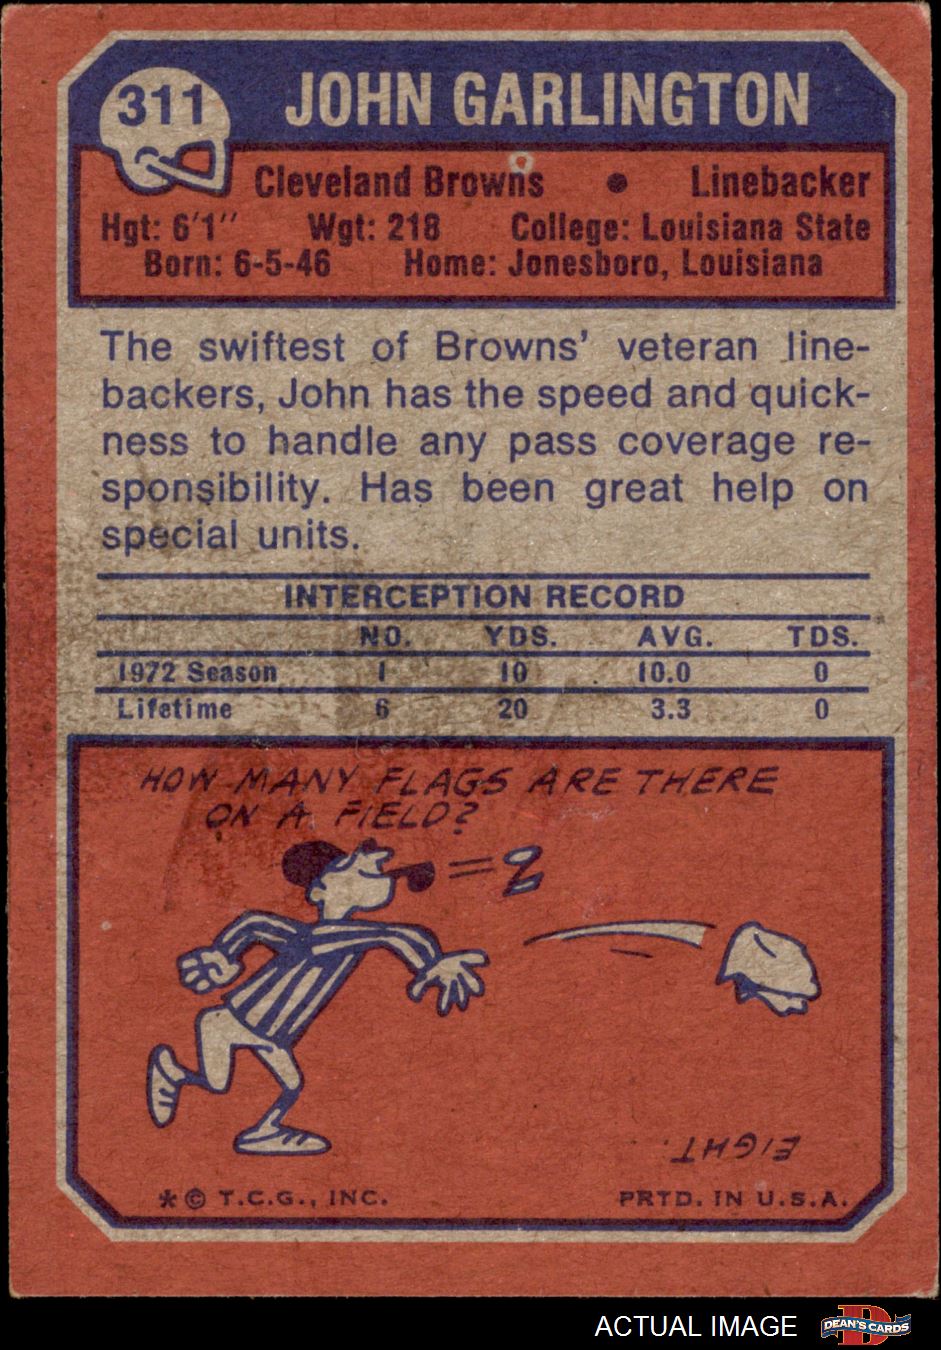 311 JOHN GARLINGTON
Cleveland Browns • Linebacker
Hgt: 6'1" Wgt: 218 College: Louisiana State
Born: 6-5-46 Home: Jonesboro, Louisiana
The swiftest of Browns' veteran line-
backers, John has the speed and quick-
ness to handle any pass coverage re-
sponsibility. Has been great help on
special units.
INTERCEPTION RECORD
NO. YDS. AVG. TDS.
1972 Season 1 10 10.0 0
Lifetime 6 20 3.3 0
HOW MANY FLAGS ARE THERE
ON A FIELD?
EIGHT.
* © T.C.G., INC. PRTD. IN U.S.A.
ACTUAL IMAGE D DEAN'S CARDS